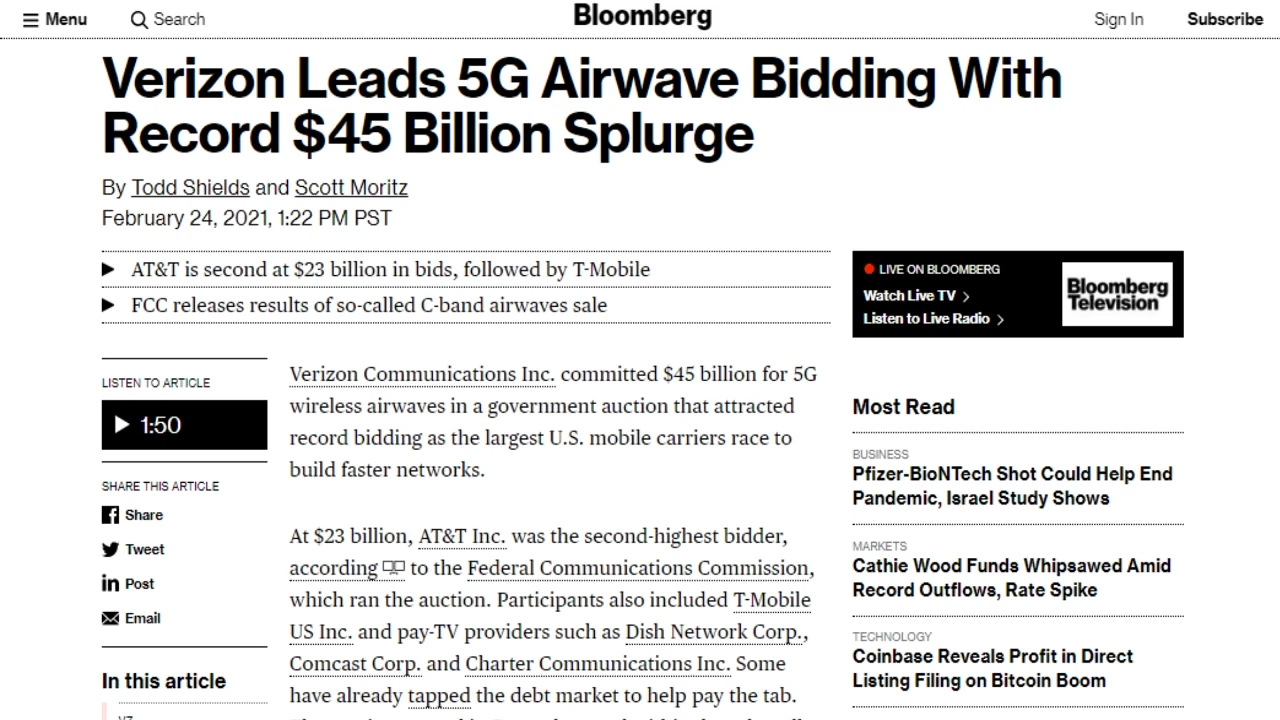 Menu
Search
Bloomberg
Sign In
Subscribe
Verizon Leads 5G Airwave Bidding With
Record $45 Billion Splurge
By Todd Shields and Scott Moritz
February 24, 2021, 1:22 PM PST
AT&T is second at $23 billion in bids, followed by T-Mobile
FCC releases results of so-called C-band airwaves sale
LISTEN TO ARTICLE
1:50
SHARE THIS ARTICLE
Share
Tweet
Post
Email
In this article
Verizon Communications Inc. committed $45 billion for 5G
wireless airwaves in a government auction that attracted
record bidding as the largest U.S. mobile carriers race to
build faster networks.
At $23 billion, AT&T Inc. was the second-highest bidder,
according to the Federal Communications Commission,
which ran the auction. Participants also included T-Mobile
US Inc. and pay-TV providers such as Dish Network Corp.,
Comcast Corp. and Charter Communications Inc. Some
have already tapped the debt market to help pay the tab.
LIVE ON BLOOMBERG
Watch Live TV
Listen to Live Radio
Bloomberg
Television
Most Read
BUSINESS
Pfizer-BioNTech Shot Could Help End
Pandemic, Israel Study Shows
MARKETS
Cathie Wood Funds Whipsawed Amid
Record Outflows, Rate Spike
TECHNOLOGY
Coinbase Reveals Profit in Direct
Listing Filing on Bitcoin Boom